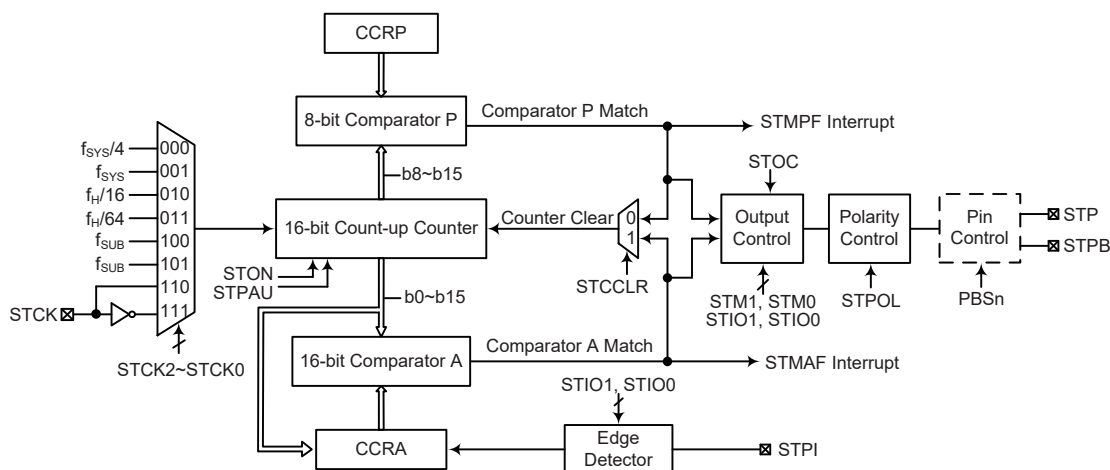 CCRP
8-bit Comparator P
Comparator P Match
STMPF Interrupt
b8~b15
fSYS/4
000
fSYS
001
fH/16
010
fH/64
011
fSUB
100
fSUB
101
110
111
STCK
STCK2~STCK0
16-bit Count-up Counter
STON
STPAU
Counter Clear
0
1
STCCLR
STOC
Output
Control
STM1, STM0
STIO1, STIO0
Polarity
Control
STPOL
Pin
Control
PBSn
STP
STPB
b0~b15
16-bit Comparator A
Comparator A Match
STMAF Interrupt
STIO1, STIO0
CCRA
Edge
Detector
STPI